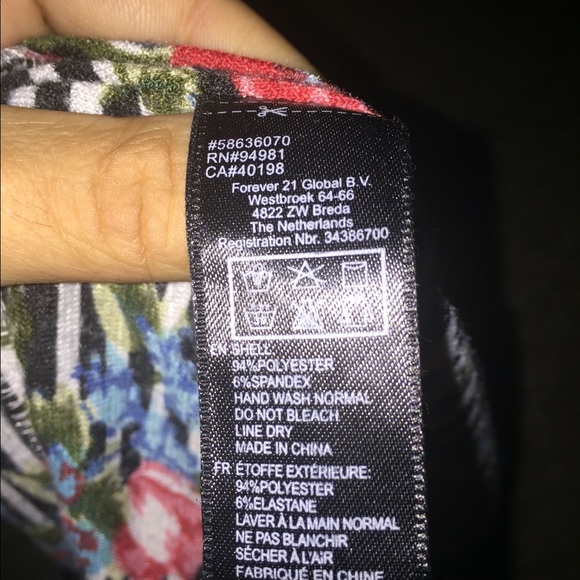 #58636070
RN#94981
CA#40198
Forever 21 Global B.V.
Westbroek 64-66
4822 ZW Breda
The Netherlands
Registration Nbr. 34386700
EN SHELL:
94%POLYESTER
6%SPANDEX
HAND WASH NORMAL
DO NOT BLEACH
LINE DRY
MADE IN CHINA
FR ÉTOFFE EXTÉRIEURE:
94%POLYESTER
6%ELASTANE
LAVER À LA MAIN NORMAL
NE PAS BLANCHIR
SÉCHER À L'AIR
FABRIQUÉ EN CHINE